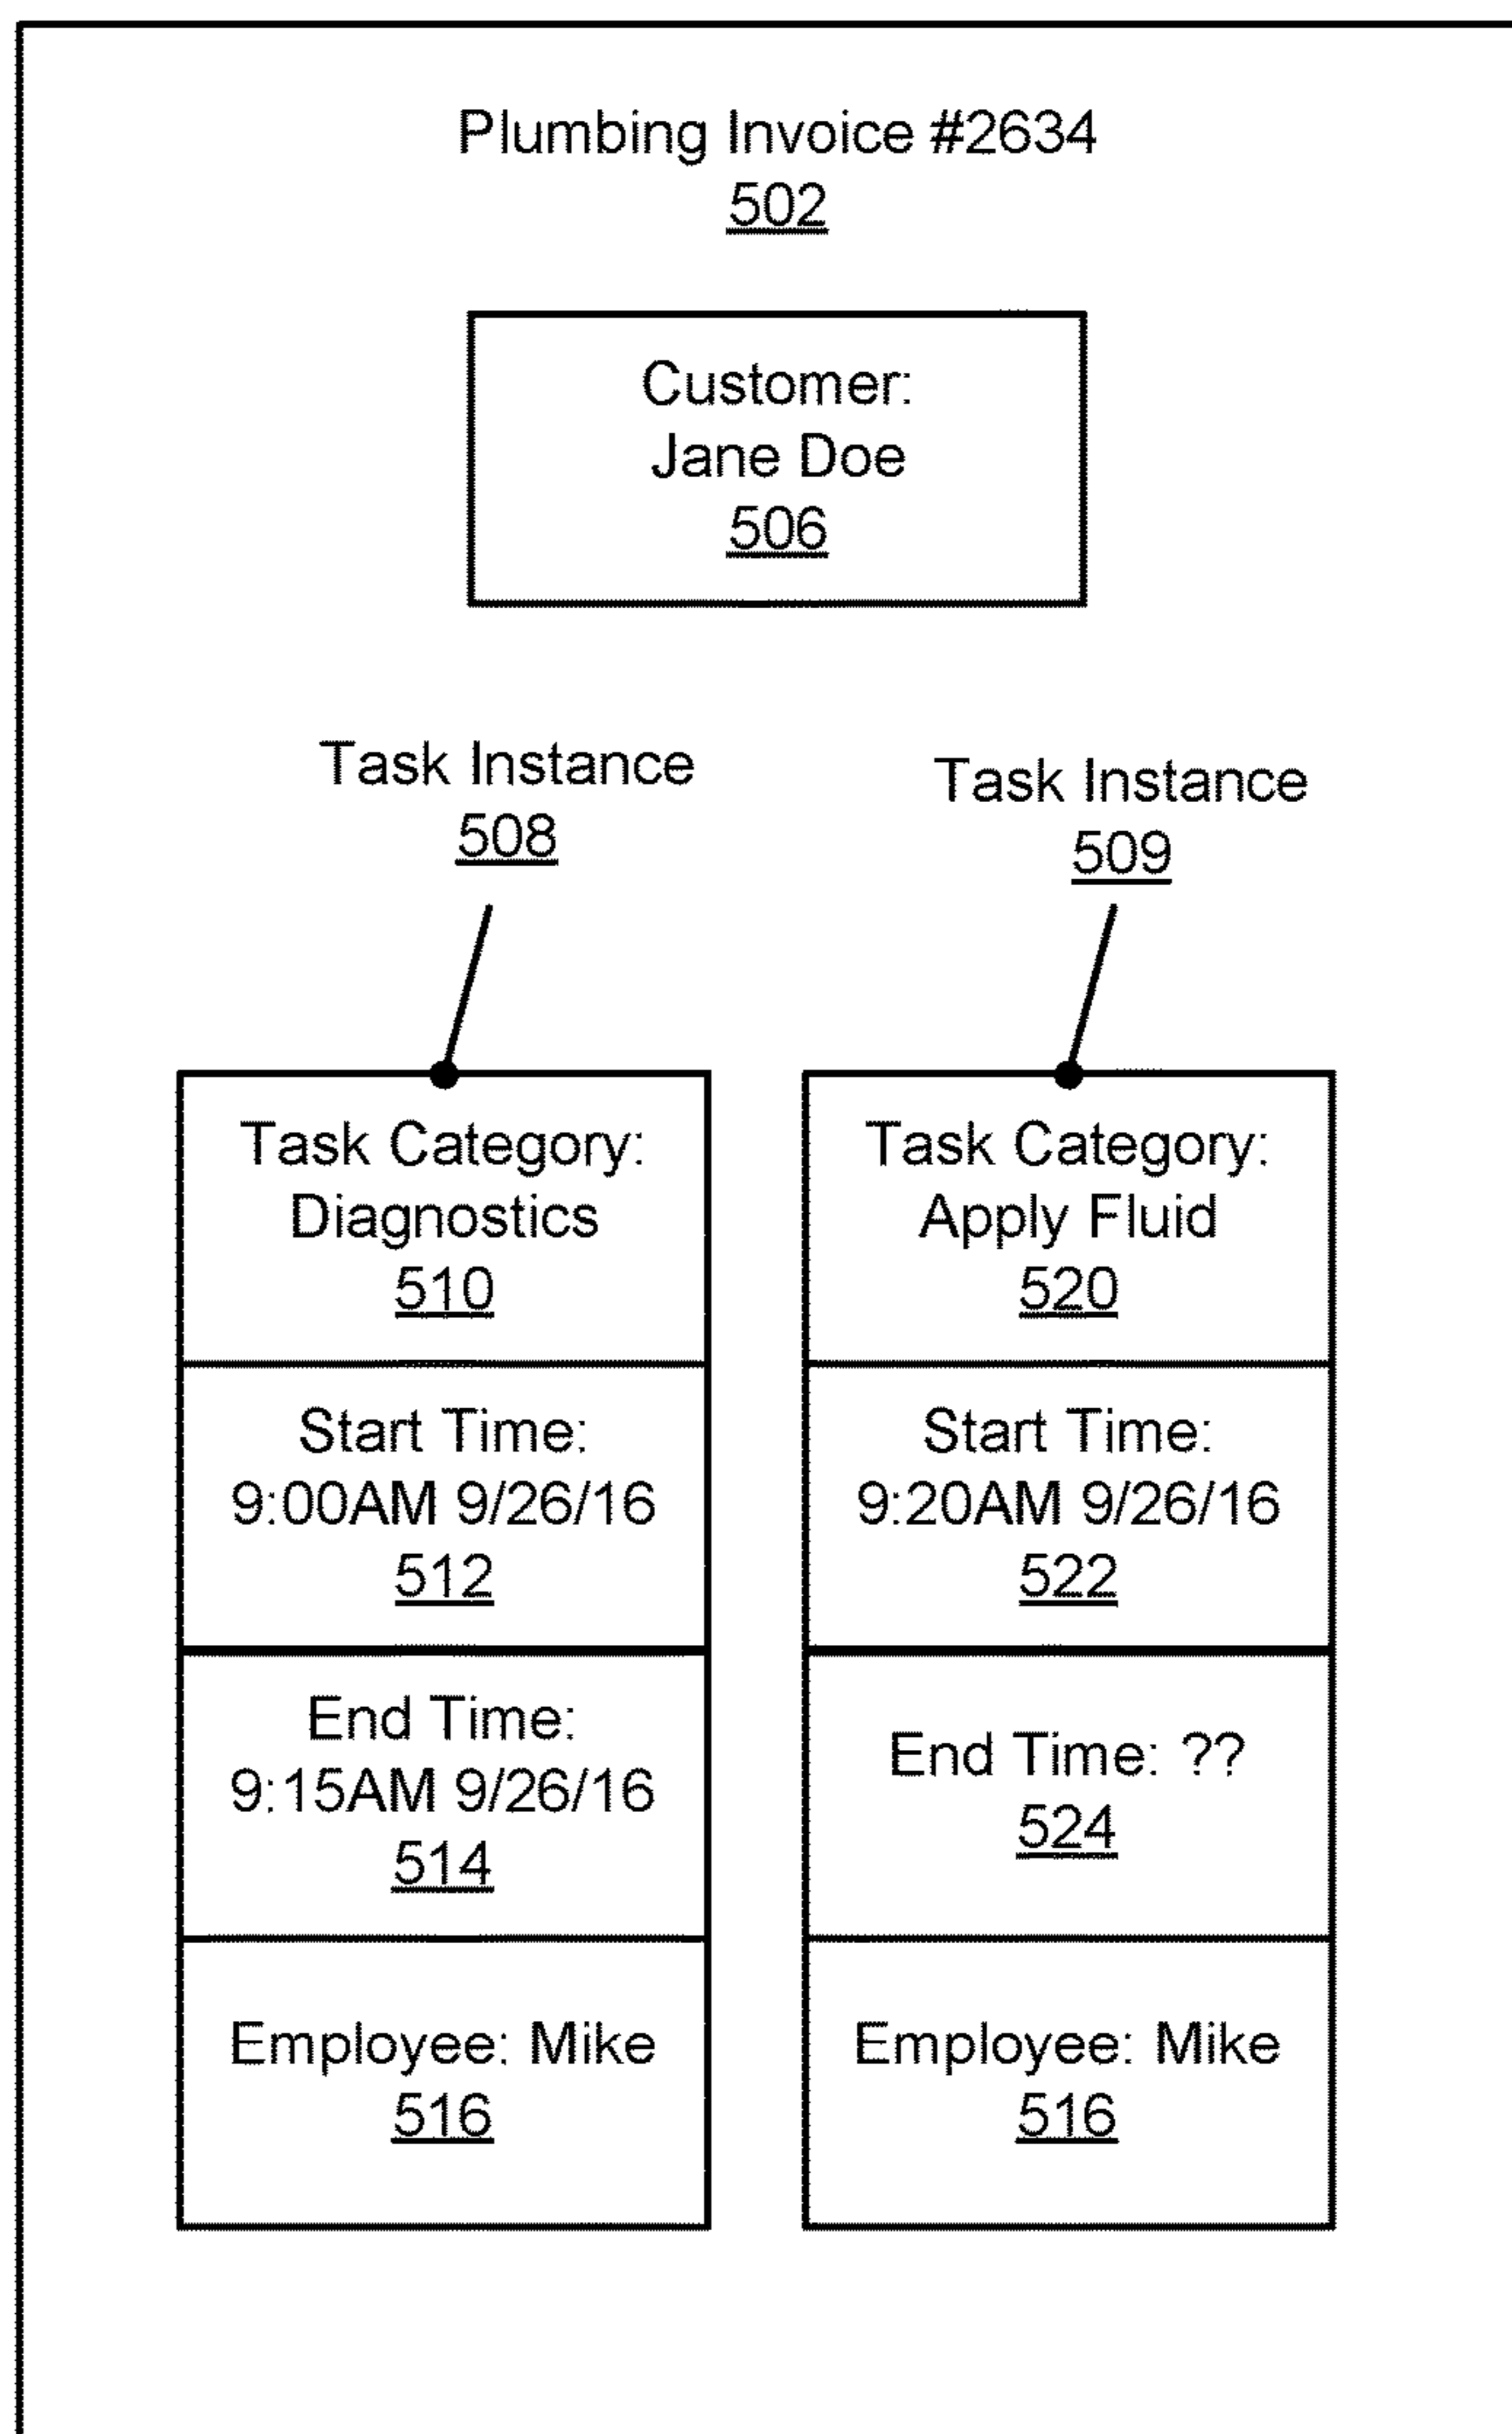 Plumbing Invoice #2634
502
Customer:
Jane Doe
506
Task Instance
508
Task Instance
509
Task Category:
Diagnostics
510
Start Time:
9:00AM 9/26/16
512
End Time:
9:15AM 9/26/16
514
Employee: Mike
516
Task Category:
Apply Fluid
520
Start Time:
9:20AM 9/26/16
522
End Time: ??
524
Employee: Mike
516